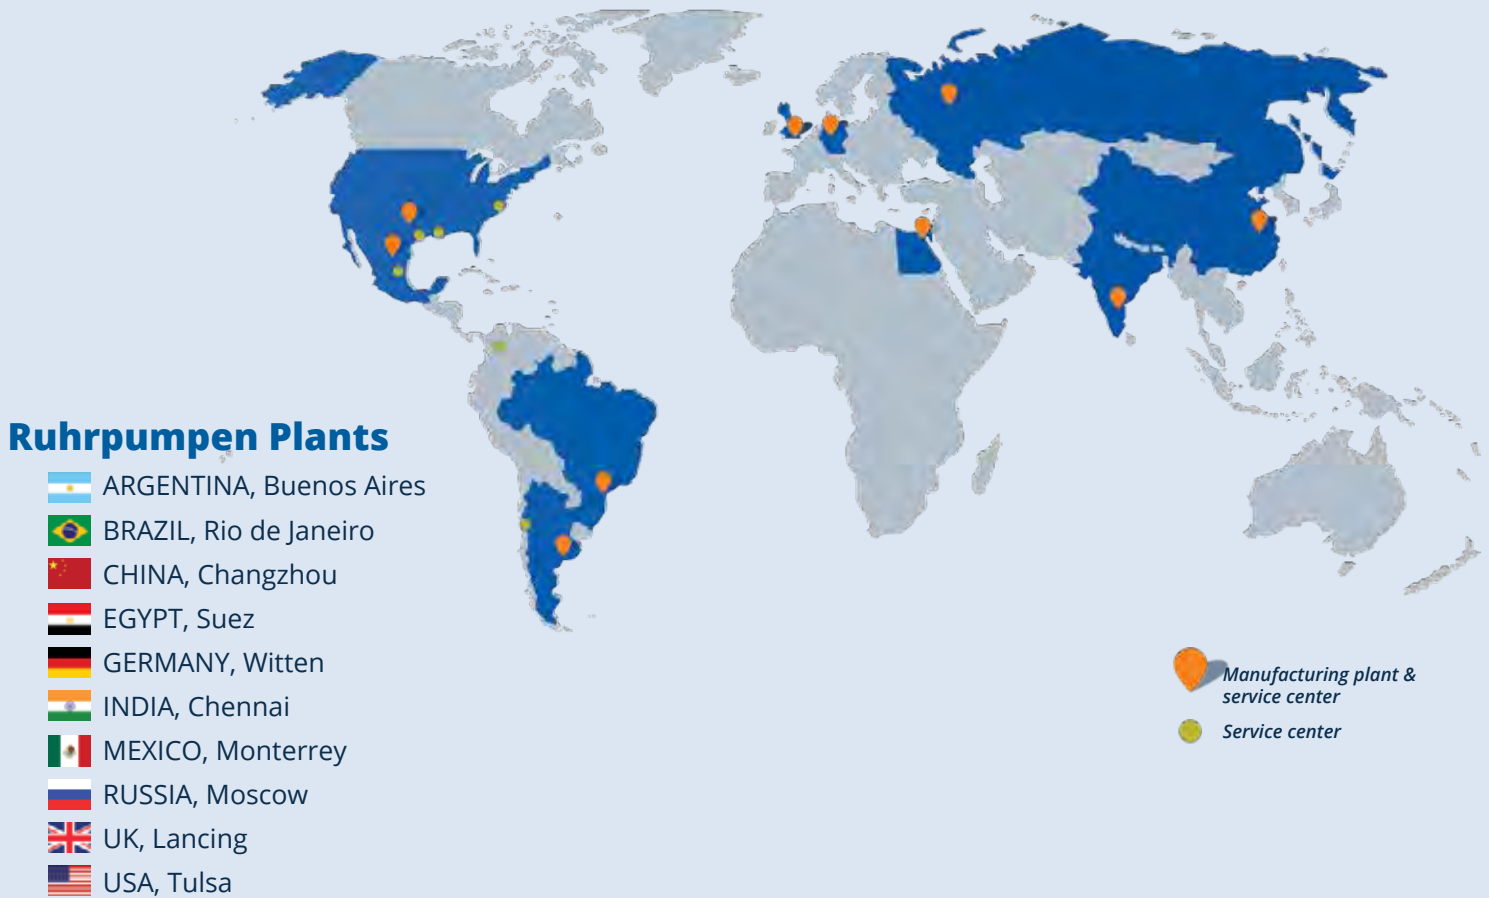 Ruhrpumpen Plants
ARGENTINA, Buenos Aires
BRAZIL, Rio de Janeiro
CHINA, Changzhou
EGYPT, Suez
GERMANY, Witten
INDIA, Chennai
MEXICO, Monterrey
RUSSIA, Moscow
UK, Lancing
USA, Tulsa
Manufacturing plant &
service center
Service center